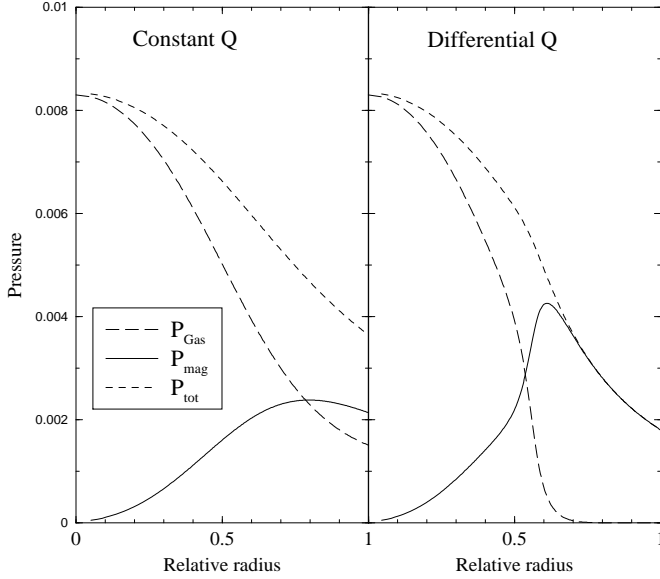 Constant Q
Differential Q
0.01
0.008
0.006
0.004
0.002
0
Pressure
P_Gas
P_mag
P_tot
0 0.5 1
0.5 1
Relative radius
Relative radius